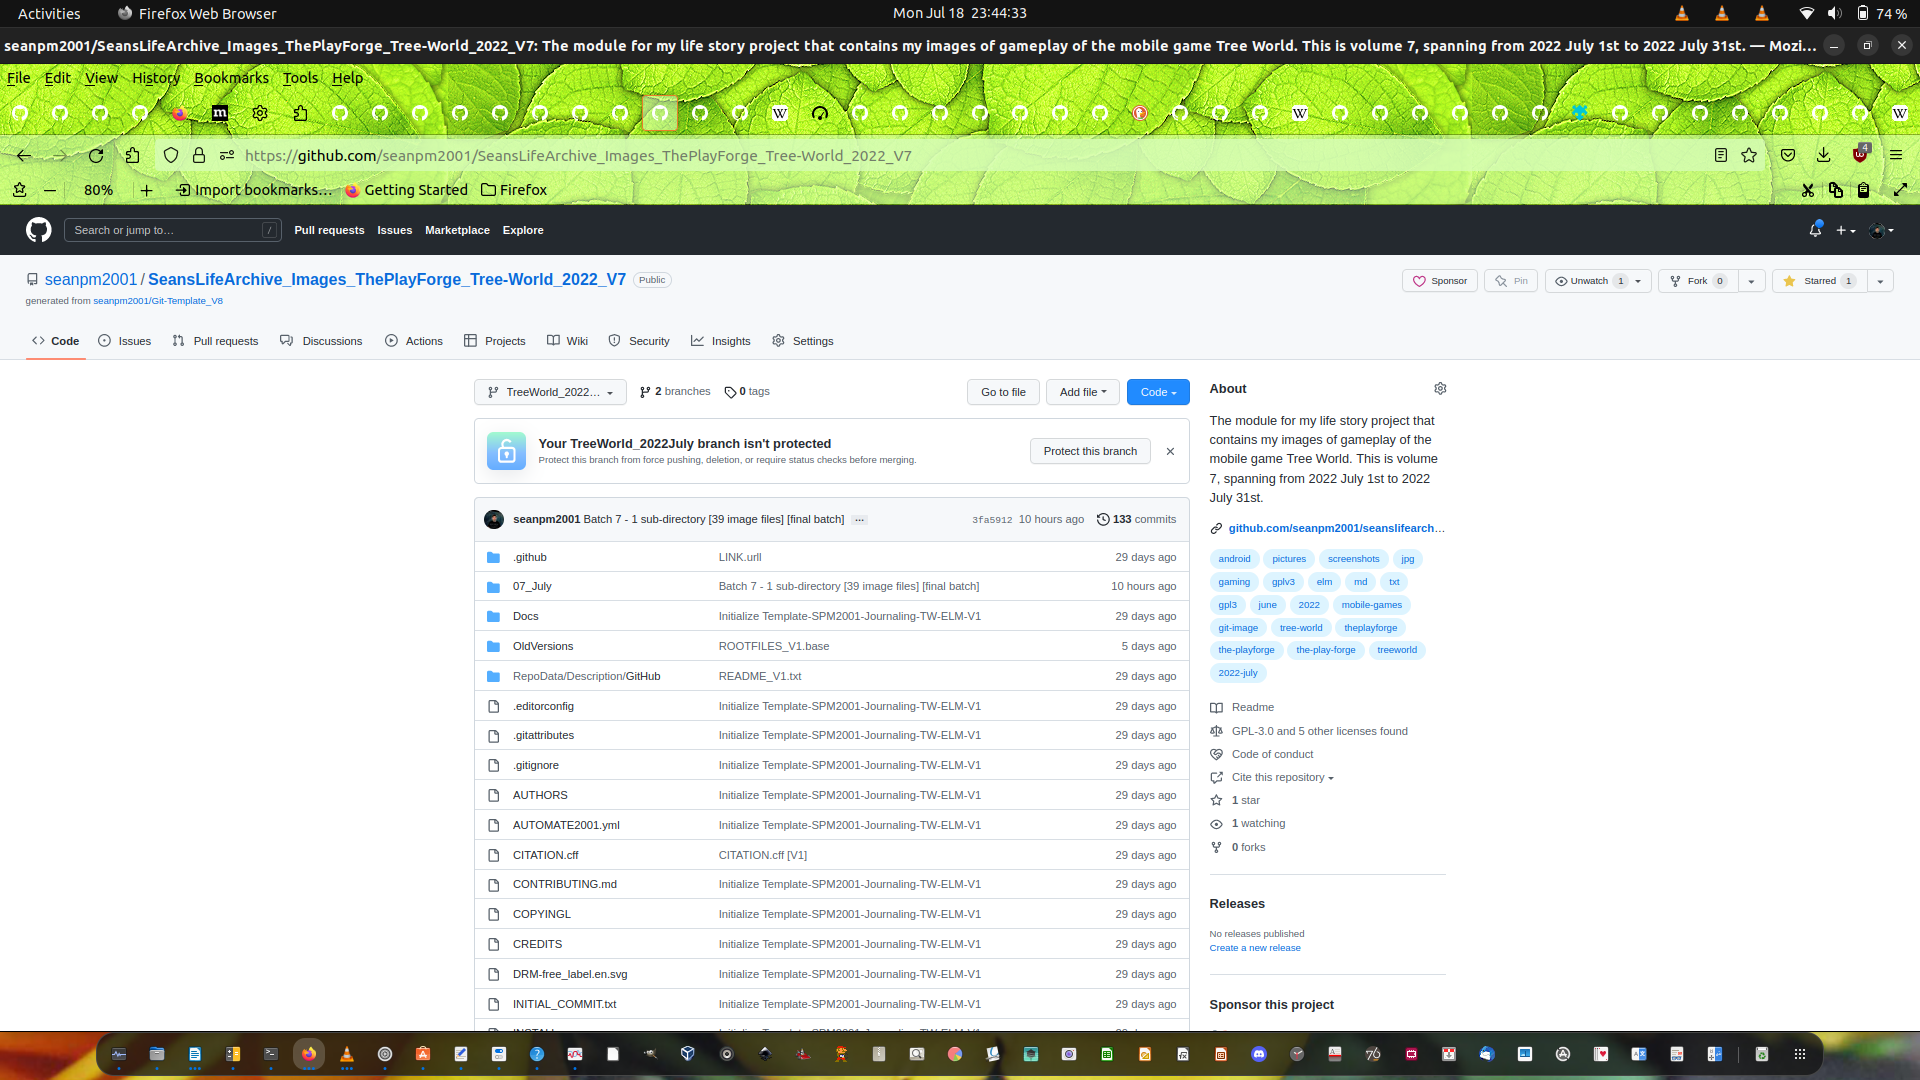 Activities
Firefox Web Browser
Mon Jul 18 23:44:33
74 %
seanpm2001/SeansLifeArchive_Images_ThePlayForge_Tree-World_2022_V7: The module for my life story project that contains my images of gameplay of the mobile game Tree World. This is volume 7, spanning from 2022 July 1st to 2022 July 31st. — Mozi…
File Edit View History Bookmarks Tools Help
https://github.com/seanpm2001/SeansLifeArchive_Images_ThePlayForge_Tree-World_2022_V7
4
80%
Import bookmarks…
Getting Started
Firefox
Search or jump to…
/
Pull requests Issues Marketplace Explore
seanpm2001 / SeansLifeArchive_Images_ThePlayForge_Tree-World_2022_V7 Public
Sponsor
Pin
Unwatch 1
Fork 0
Starred 1
generated from seanpm2001/Git-Template_V8
Code Issues Pull requests Discussions Actions Projects Wiki Security Insights Settings
TreeWorld_2022…
2 branches
0 tags
Go to file
Add file
Code
Your TreeWorld_2022July branch isn't protected
Protect this branch from force pushing, deletion, or require status checks before merging.
Protect this branch
seanpm2001 Batch 7 - 1 sub-directory [39 image files] [final batch] …
3fa5912 10 hours ago
133 commits
.github LINK.urll 29 days ago
07_July Batch 7 - 1 sub-directory [39 image files] [final batch] 10 hours ago
Docs Initialize Template-SPM2001-Journaling-TW-ELM-V1 29 days ago
OldVersions ROOTFILES_V1.base 5 days ago
RepoData/Description/GitHub README_V1.txt 29 days ago
.editorconfig Initialize Template-SPM2001-Journaling-TW-ELM-V1 29 days ago
.gitattributes Initialize Template-SPM2001-Journaling-TW-ELM-V1 29 days ago
.gitignore Initialize Template-SPM2001-Journaling-TW-ELM-V1 29 days ago
AUTHORS Initialize Template-SPM2001-Journaling-TW-ELM-V1 29 days ago
AUTOMATE2001.yml Initialize Template-SPM2001-Journaling-TW-ELM-V1 29 days ago
CITATION.cff CITATION.cff [V1] 29 days ago
CONTRIBUTING.md Initialize Template-SPM2001-Journaling-TW-ELM-V1 29 days ago
COPYINGL Initialize Template-SPM2001-Journaling-TW-ELM-V1 29 days ago
CREDITS Initialize Template-SPM2001-Journaling-TW-ELM-V1 29 days ago
DRM-free_label.en.svg Initialize Template-SPM2001-Journaling-TW-ELM-V1 29 days ago
INITIAL_COMMIT.txt Initialize Template-SPM2001-Journaling-TW-ELM-V1 29 days ago
About
The module for my life story project that
contains my images of gameplay of the
mobile game Tree World. This is volume
7, spanning from 2022 July 1st to 2022
July 31st.
github.com/seanpm2001/seanslifearch…
android pictures screenshots jpg
gaming gplv3 elm md txt
gpl3 june 2022 mobile-games
git-image tree-world theplayforge
the-playforge the-play-forge treeworld
2022-july
Readme
GPL-3.0 and 5 other licenses found
Code of conduct
Cite this repository
1 star
1 watching
0 forks
Releases
No releases published
Create a new release
Sponsor this project